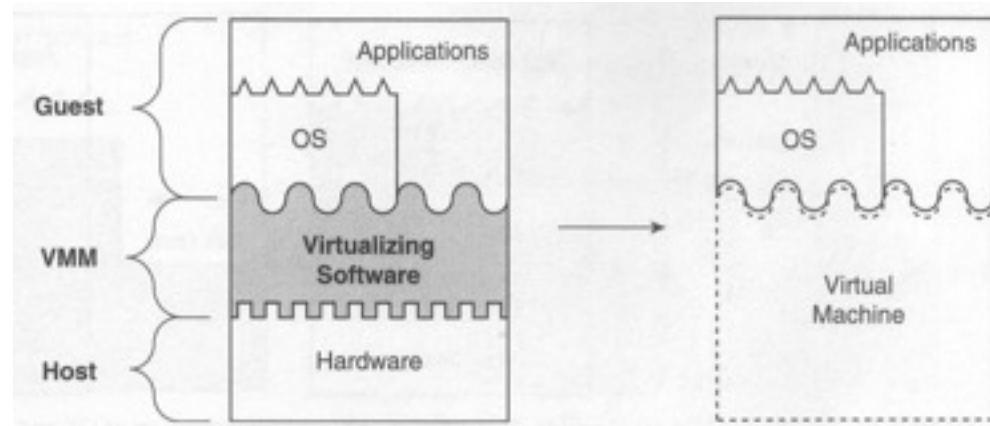 Applications
Guest
OS
VMM
Virtualizing
Software
Host
Hardware
Applications
OS
Virtual
Machine